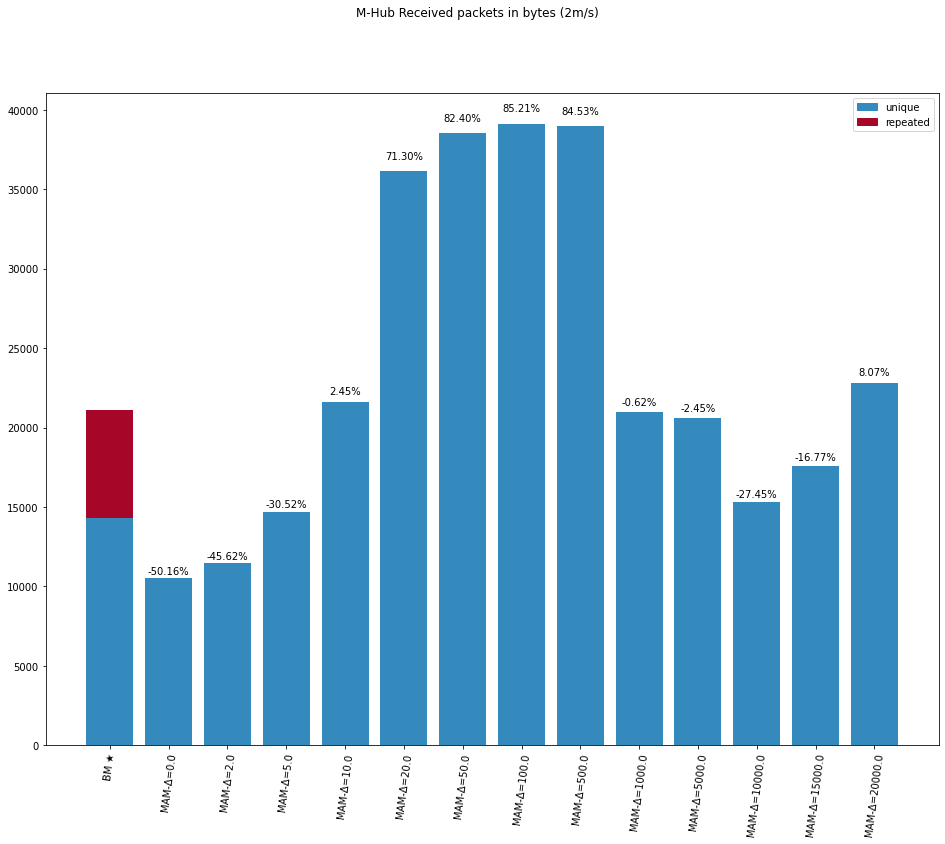 M-Hub Received packets in bytes (2m/s)
unique
repeated
40000
35000
30000
25000
20000
15000
10000
5000
0
-50.16%
-45.62%
-30.52%
2.45%
71.30%
82.40%
85.21%
84.53%
-0.62%
-2.45%
-27.45%
-16.77%
8.07%
BM ★
MAM-Δ=0.0
MAM-Δ=2.0
MAM-Δ=5.0
MAM-Δ=10.0
MAM-Δ=20.0
MAM-Δ=50.0
MAM-Δ=100.0
MAM-Δ=500.0
MAM-Δ=1000.0
MAM-Δ=5000.0
MAM-Δ=10000.0
MAM-Δ=15000.0
MAM-Δ=20000.0